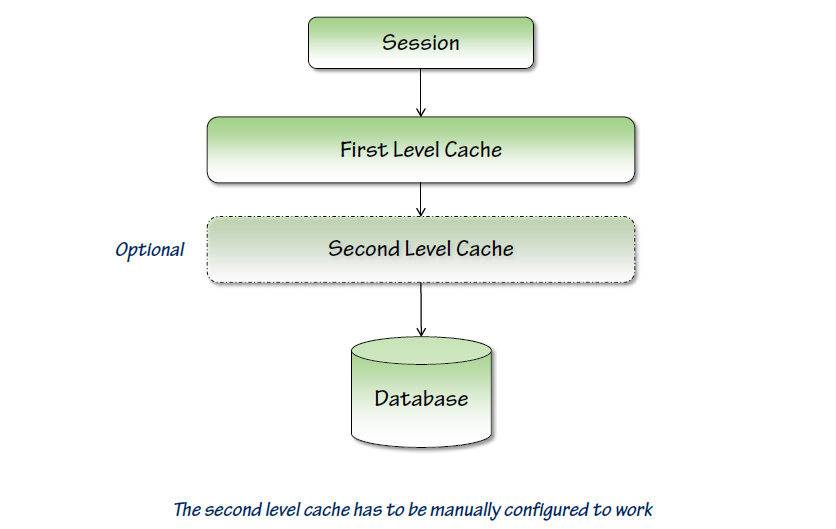 Session
First Level Cache
Optional
Second Level Cache
Database
The second level cache has to be manually configured to work